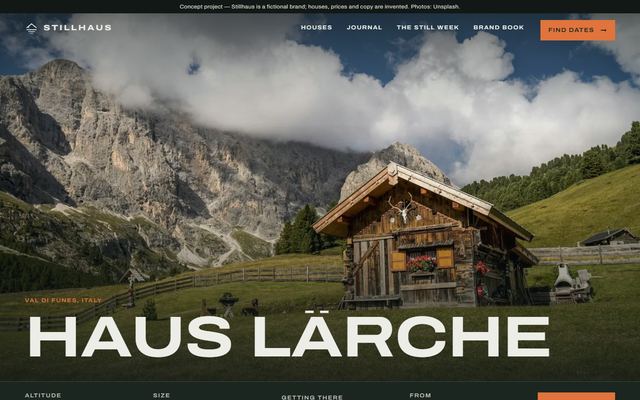 Concept project — Stillhaus is a fictional brand; houses, prices and copy are invented. Photos: Unsplash.
STILLHAUS
HOUSES JOURNAL THE STILL WEEK BRAND BOOK FIND DATES →
VAL DI FUNES, ITALY
HAUS LÄRCHE
ALTITUDE SIZE GETTING THERE FROM